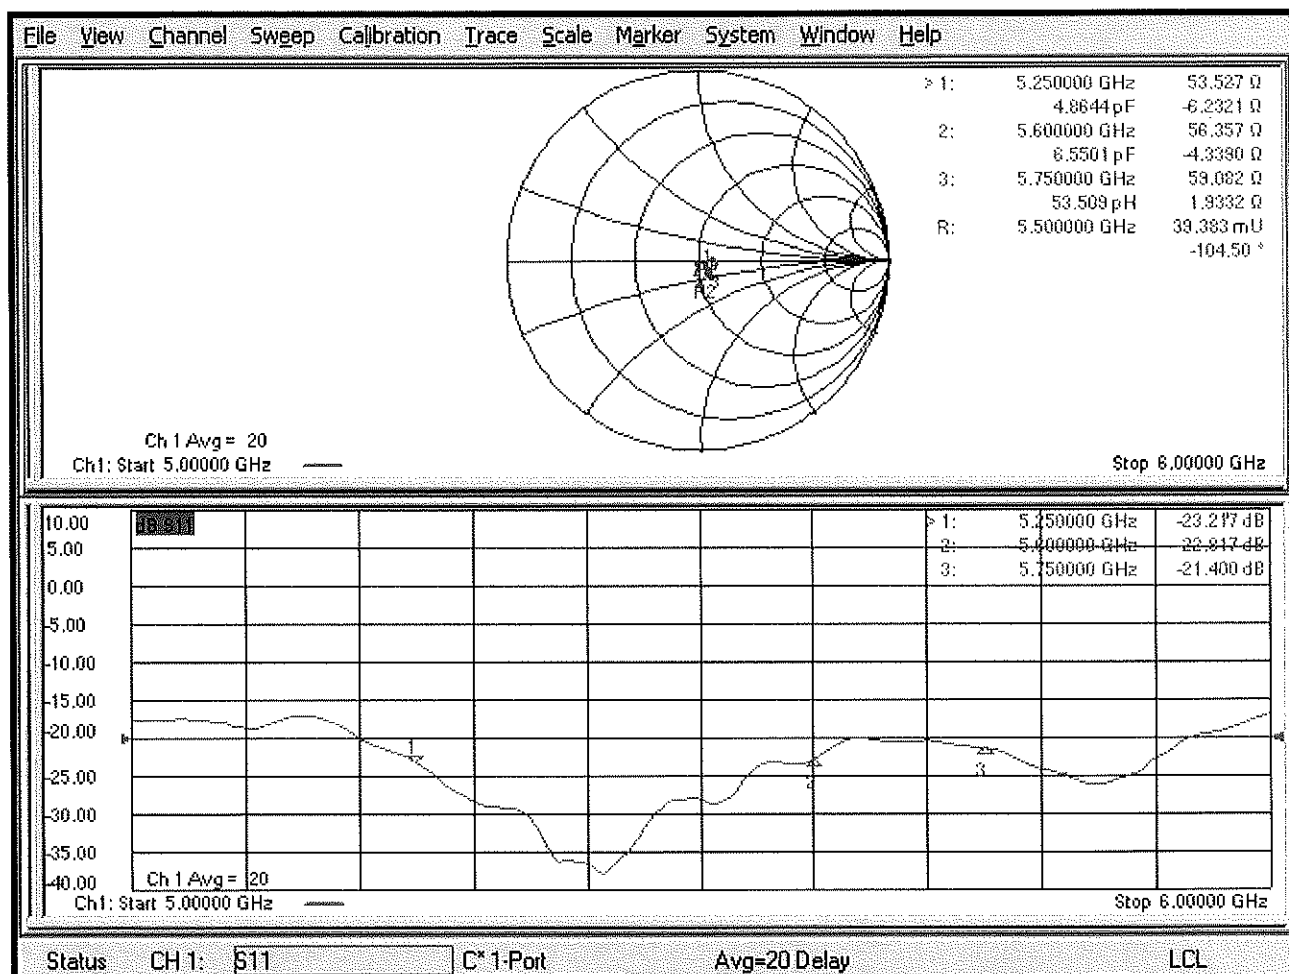 File View Channel Sweep Calibration Trace Scale Marker System Window Help
> 1: 5.250000 GHz 53.527 Ω
4.8644 pF -6.2321 Ω
2: 5.600000 GHz 56.357 Ω
6.5501 pF -4.3390 Ω
3: 5.750000 GHz 59.082 Ω
53.509 pH 1.9332 Ω
R: 5.500000 GHz 39.383 mU
-104.50 °
Ch 1 Avg = 20
Ch1: Start 5.00000 GHz
Stop 6.00000 GHz
10.00
5.00
0.00
-5.00
-10.00
-15.00
-20.00
-25.00
-30.00
-35.00
-40.00
dB S11
> 1: 5.250000 GHz -23.217 dB
2: 5.600000 GHz -22.817 dB
3: 5.750000 GHz -21.400 dB
1
2
3
Ch 1 Avg = 20
Ch1: Start 5.00000 GHz
Stop 6.00000 GHz
Status CH 1: S11 C* 1-Port Avg=20 Delay LCL